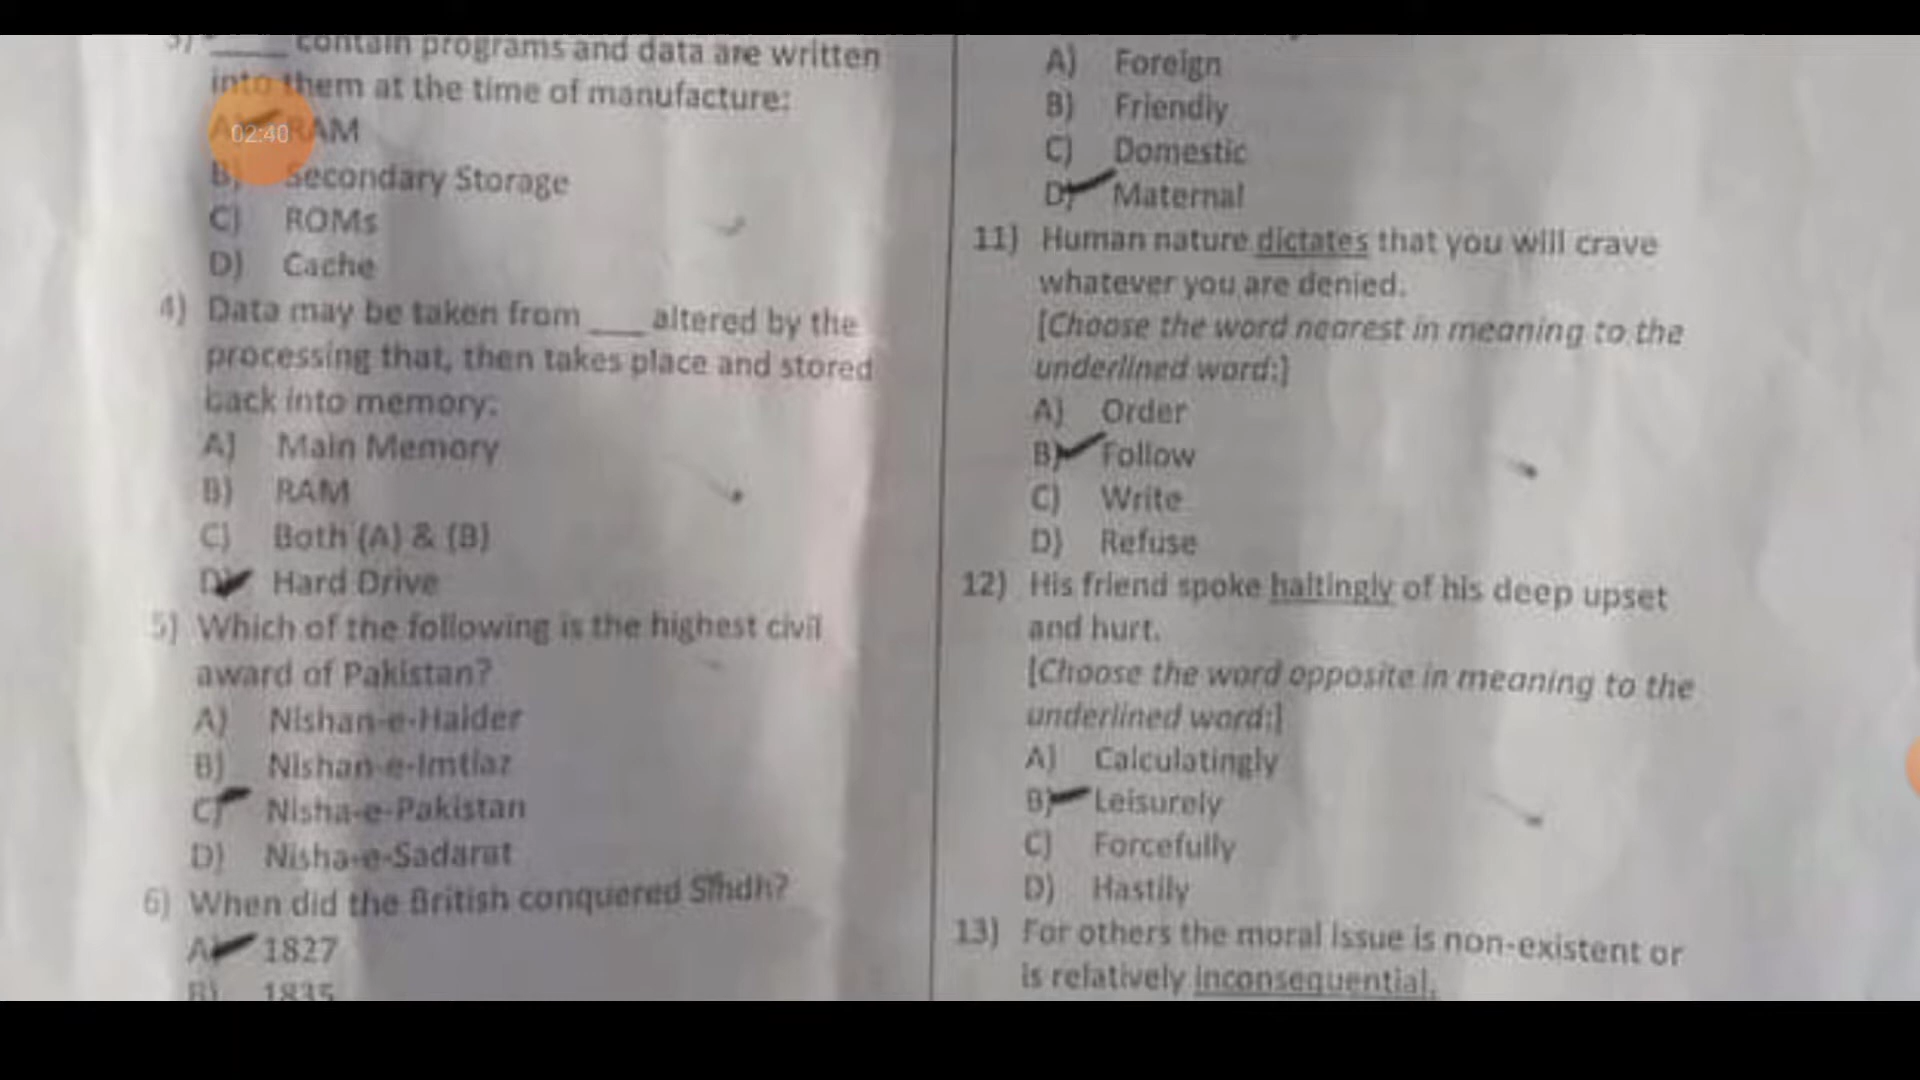 contain programs and data are written
into them at the time of manufacture:
02:40
RAM
B) Secondary Storage
C) ROMs
D) Cache
4) Data may be taken from ___ altered by the
processing that, then takes place and stored
back into memory:
A) Main Memory
B) RAM
C) Both (A) & (B)
D) Hard Drive
5) Which of the following is the highest civil
award of Pakistan?
A) Nishan-e-Haider
B) Nishan-e-Imtiaz
C) Nisha-e-Pakistan
D) Nisha-e-Sadarat
6) When did the British conquered Sindh?
A) 1827
B) 1835
A) Foreign
B) Friendly
C) Domestic
D) Maternal
11) Human nature dictates that you will crave
whatever you are denied.
[Choose the word nearest in meaning to the
underlined word:]
A) Order
B) Follow
C) Write
D) Refuse
12) His friend spoke haltingly of his deep upset
and hurt.
[Choose the word opposite in meaning to the
underlined word:]
A) Calculatingly
B) Leisurely
C) Forcefully
D) Hastily
13) For others the moral issue is non-existent or
is relatively inconsequential.